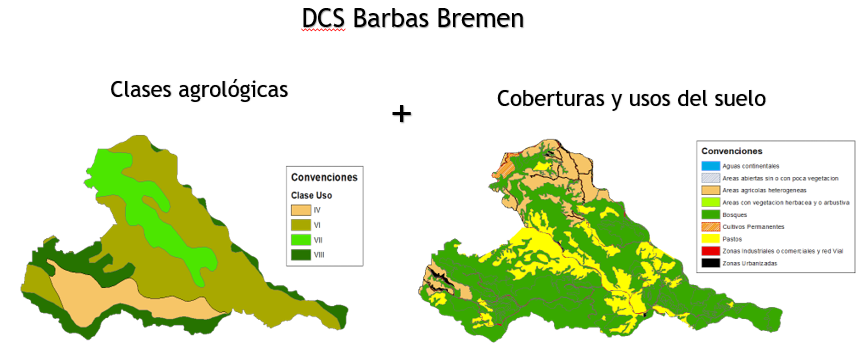 DCS Barbas Bremen
Clases agrológicas
+
Coberturas y usos del suelo
Convenciones
Clase Uso
IV
VI
VII
VIII
Convenciones
Aguas continentales
Areas abiertas sin o con poca vegetacion
Areas agricolas heterogeneas
Areas con vegetacion herbacea y o arbustiva
Bosques
Cultivos Permanentes
Pastos
Zonas Industriales o comerciales y red Vial
Zonas Urbanizadas